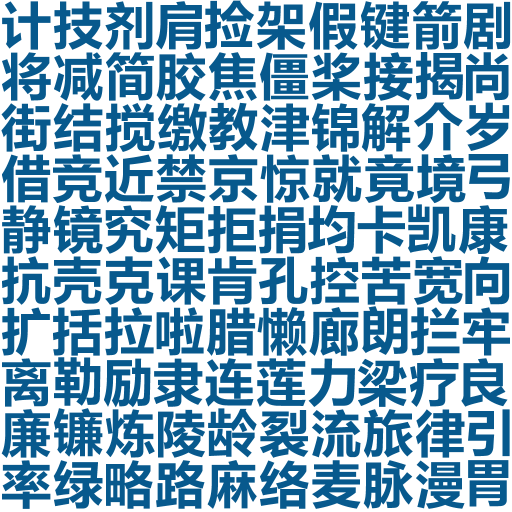 计技剂肩捡架假键箭剧
将减简胶焦僵桨接揭尚
街结搅缴教津锦解介岁
借竞近禁京惊就竟境弓
静镜究矩拒捐均卡凯康
抗壳克课肯孔控苦宽向
扩括拉啦腊懒廊朗拦牢
离勒励隶连莲力梁疗良
廉镰炼陵龄裂流旅律引
率绿略路麻络麦脉漫胃